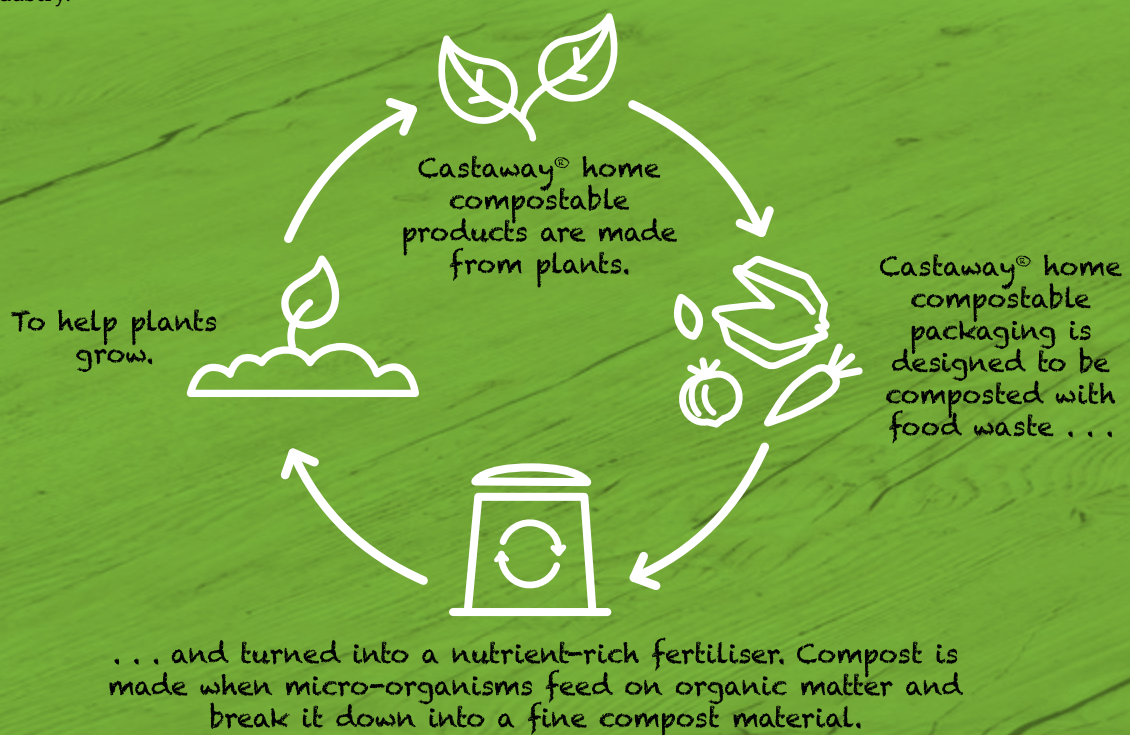 Castaway® home
compostable
products are made
from plants.
Castaway® home
compostable
packaging is
designed to be
composted with
food waste . . .
. . . and turned into a nutrient-rich fertiliser. Compost is
made when micro-organisms feed on organic matter and
break it down into a fine compost material.
To help plants
grow.